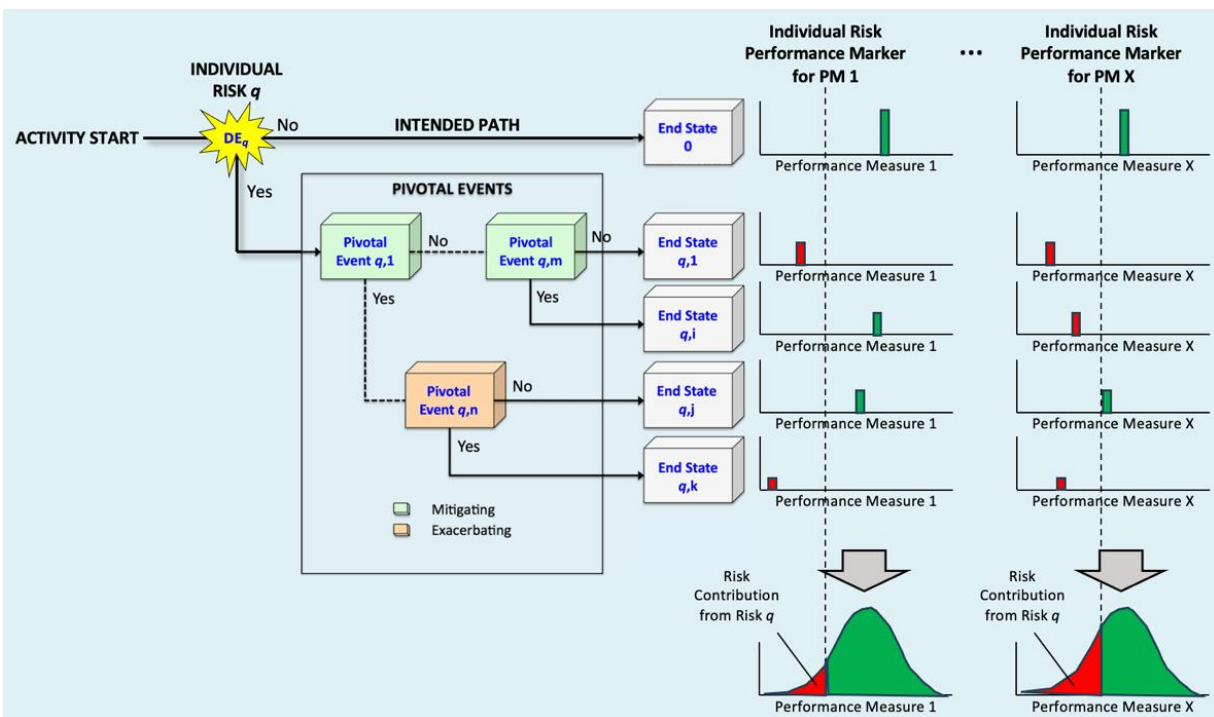 Individual Risk
Performance Marker
for PM 1
...
Individual Risk
Performance Marker
for PM X
INDIVIDUAL
RISK q
ACTIVITY START
DEq
No
INTENDED PATH
End State
0
Performance Measure 1
Performance Measure X
Yes
PIVOTAL EVENTS
Pivotal
Event q,1
No
Pivotal
Event q,m
No
End State
q,1
Performance Measure 1
Performance Measure X
Yes
Yes
End State
q,i
Performance Measure 1
Performance Measure X
Pivotal
Event q,n
No
End State
q,j
Performance Measure 1
Performance Measure X
Yes
End State
q,k
Performance Measure 1
Performance Measure X
Mitigating
Exacerbating
Risk
Contribution
from Risk q
Performance Measure 1
Risk
Contribution
from Risk q
Performance Measure X